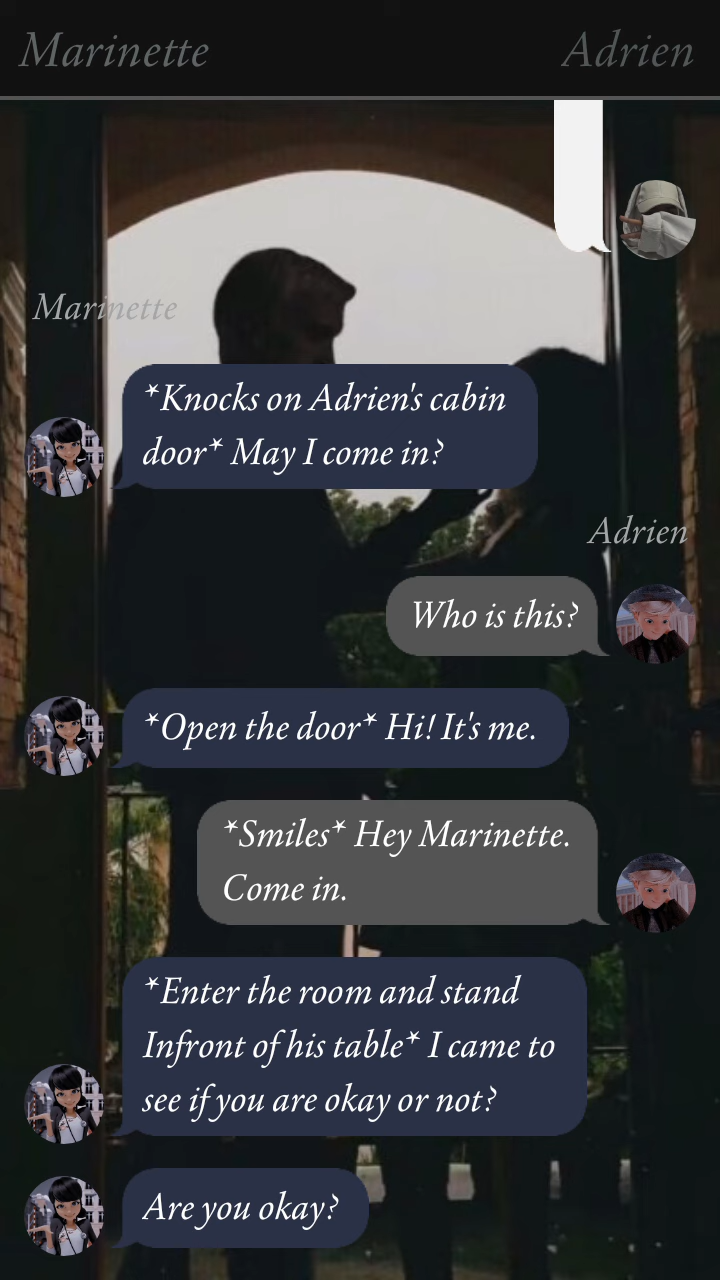 Marinette Adrien
Marinette
*Knocks on Adrien's cabin
door* May I come in?
Adrien
Who is this?
*Open the door* Hi! It's me.
*Smiles* Hey Marinette.
Come in.
*Enter the room and stand
Infront of his table* I came to
see if you are okay or not?
Are you okay?